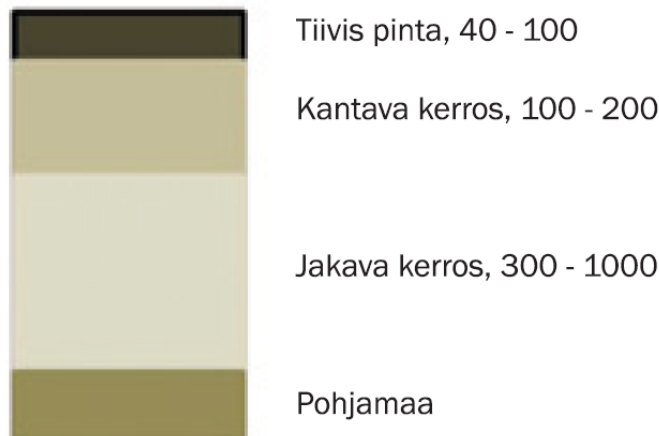 Tiivis pinta, 40 - 100
Kantava kerros, 100 - 200
Jakava kerros, 300 - 1000
Pohjamaa